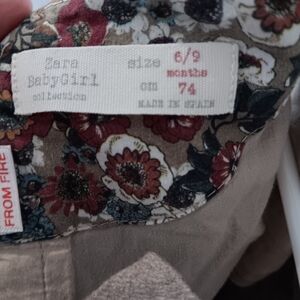 Zara
BabyGirl
collection
size 6/9
months
cm 74
MADE IN SPAIN
FROM FIRE